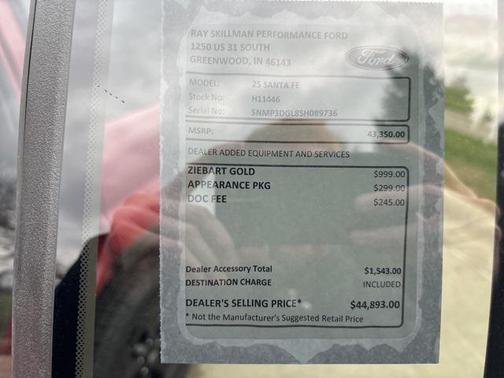 RAY SKILLMAN PERFORMANCE FORD
1250 US 31 SOUTH
GREENWOOD, IN 46143
Ford
MODEL: 25 SANTA FE
Stock No: H11446
Serial No: 5NMP3DGL8SH089736
MSRP: 43,350.00
DEALER ADDED EQUIPMENT AND SERVICES
ZIEBART GOLD $999.00
APPEARANCE PKG $299.00
DOC FEE $245.00
Dealer Accessory Total $1,543.00
DESTINATION CHARGE INCLUDED
DEALER'S SELLING PRICE* $44,893.00
* Not the Manufacturer's Suggested Retail Price